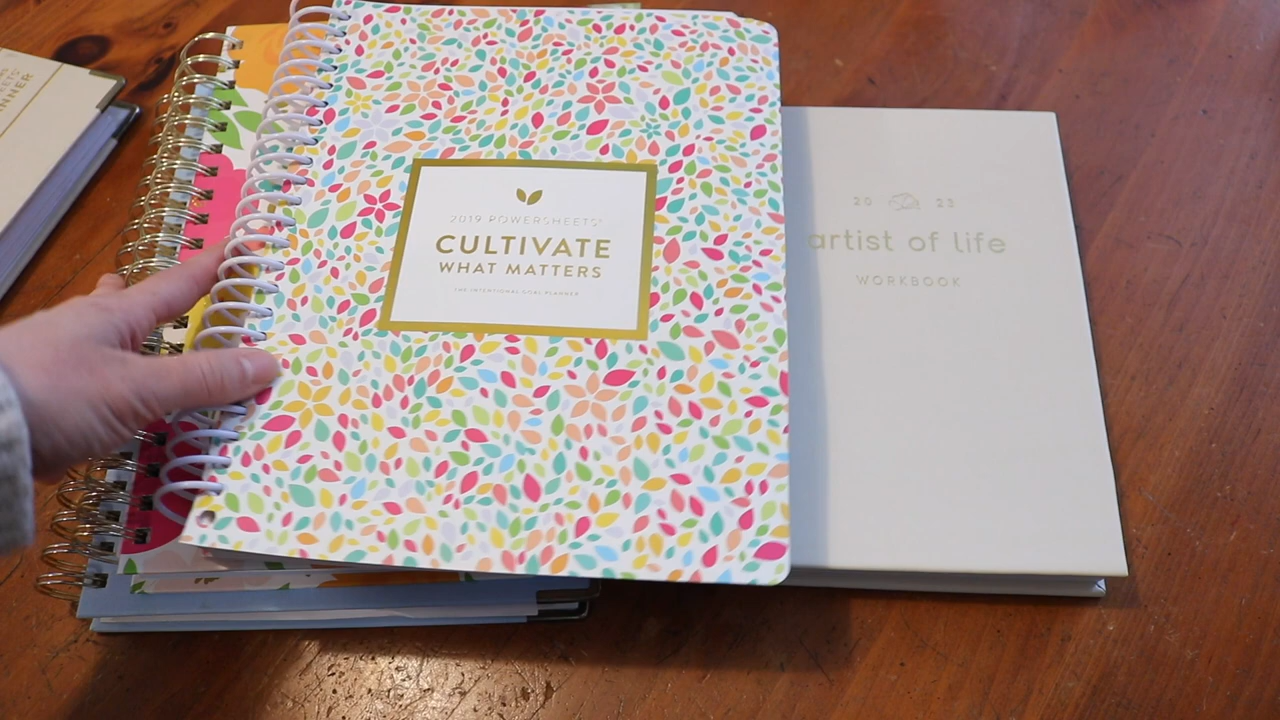 NNER
2019 POWERSHEETS®
CULTIVATE
WHAT MATTERS
THE INTENTIONAL GOAL PLANNER
20 23
artist of life
WORKBOOK